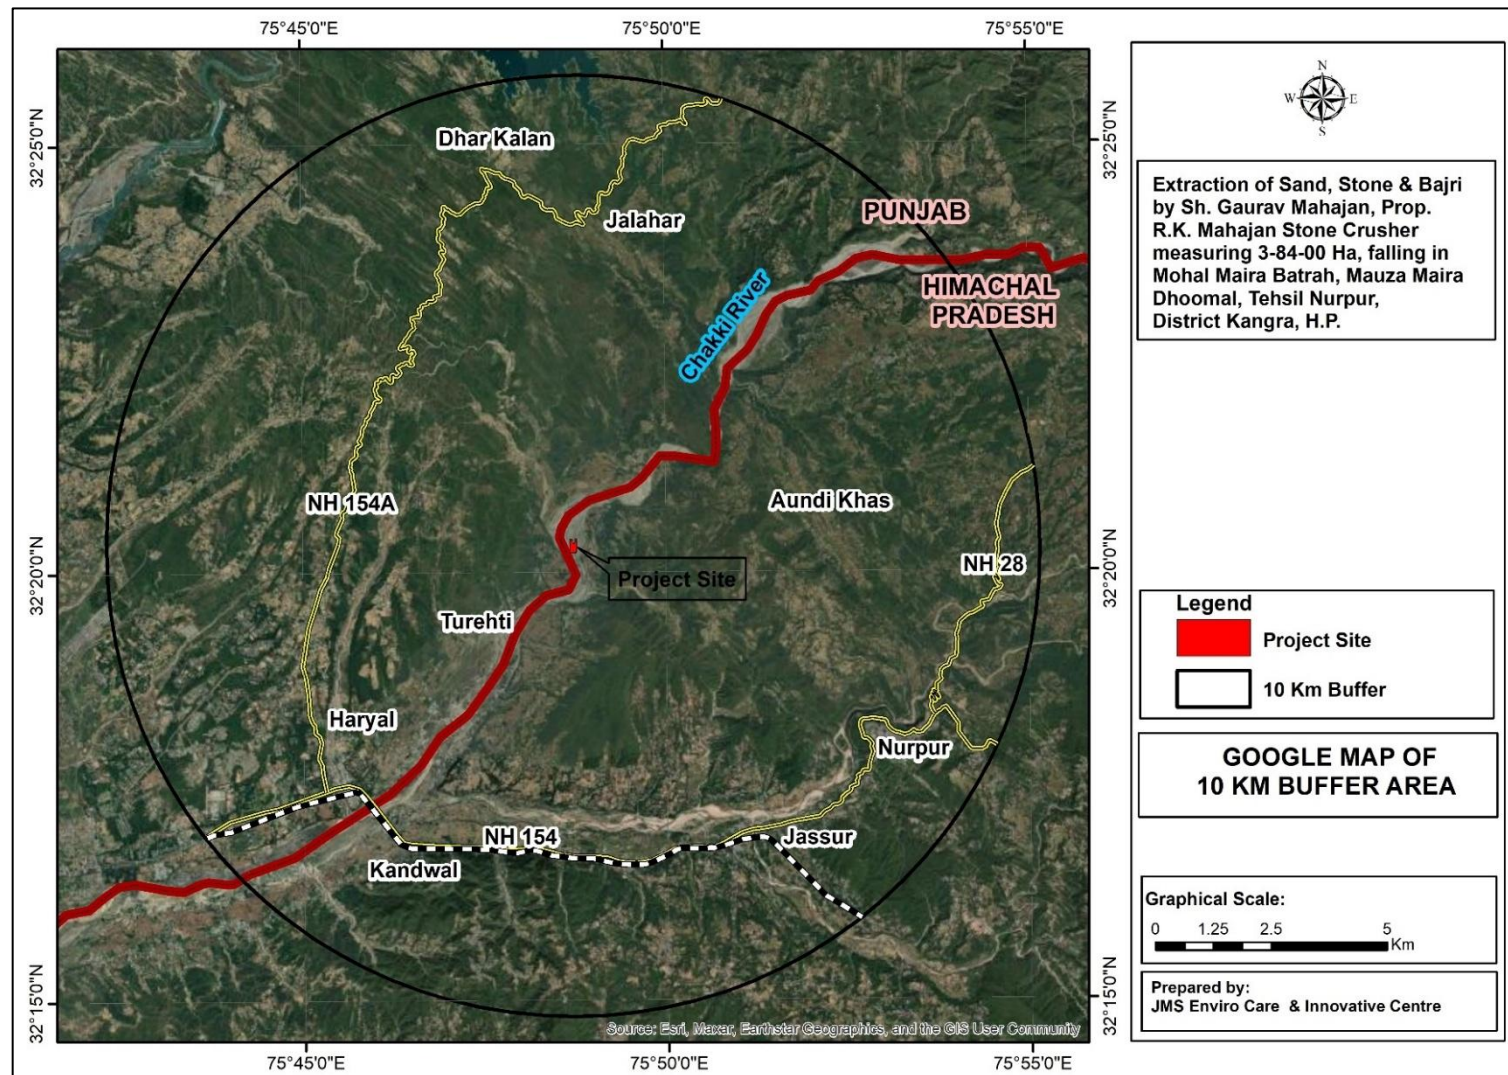 75°45'0"E
75°50'0"E
75°55'0"E
32°25'0"N
32°20'0"N
32°15'0"N
32°25'0"N
32°20'0"N
32°15'0"N
75°45'0"E
75°50'0"E
75°55'0"E
Dhar Kalan
Jalahar
PUNJAB
HIMACHAL
PRADESH
Chakki River
NH 154A
Aundi Khas
NH 28
Project Site
Turehti
Haryal
Nurpur
NH 154
Jassur
Kandwal
Source: Esri, Maxar, Earthstar Geographics, and the GIS User Community
N
W
E
S
Extraction of Sand, Stone & Bajri
by Sh. Gaurav Mahajan, Prop.
R.K. Mahajan Stone Crusher
measuring 3-84-00 Ha, falling in
Mohal Maira Batrah, Mauza Maira
Dhoomal, Tehsil Nurpur,
District Kangra, H.P.
Legend
Project Site
10 Km Buffer
GOOGLE MAP OF
10 KM BUFFER AREA
Graphical Scale:
0 1.25 2.5 5
Km
Prepared by:
JMS Enviro Care & Innovative Centre